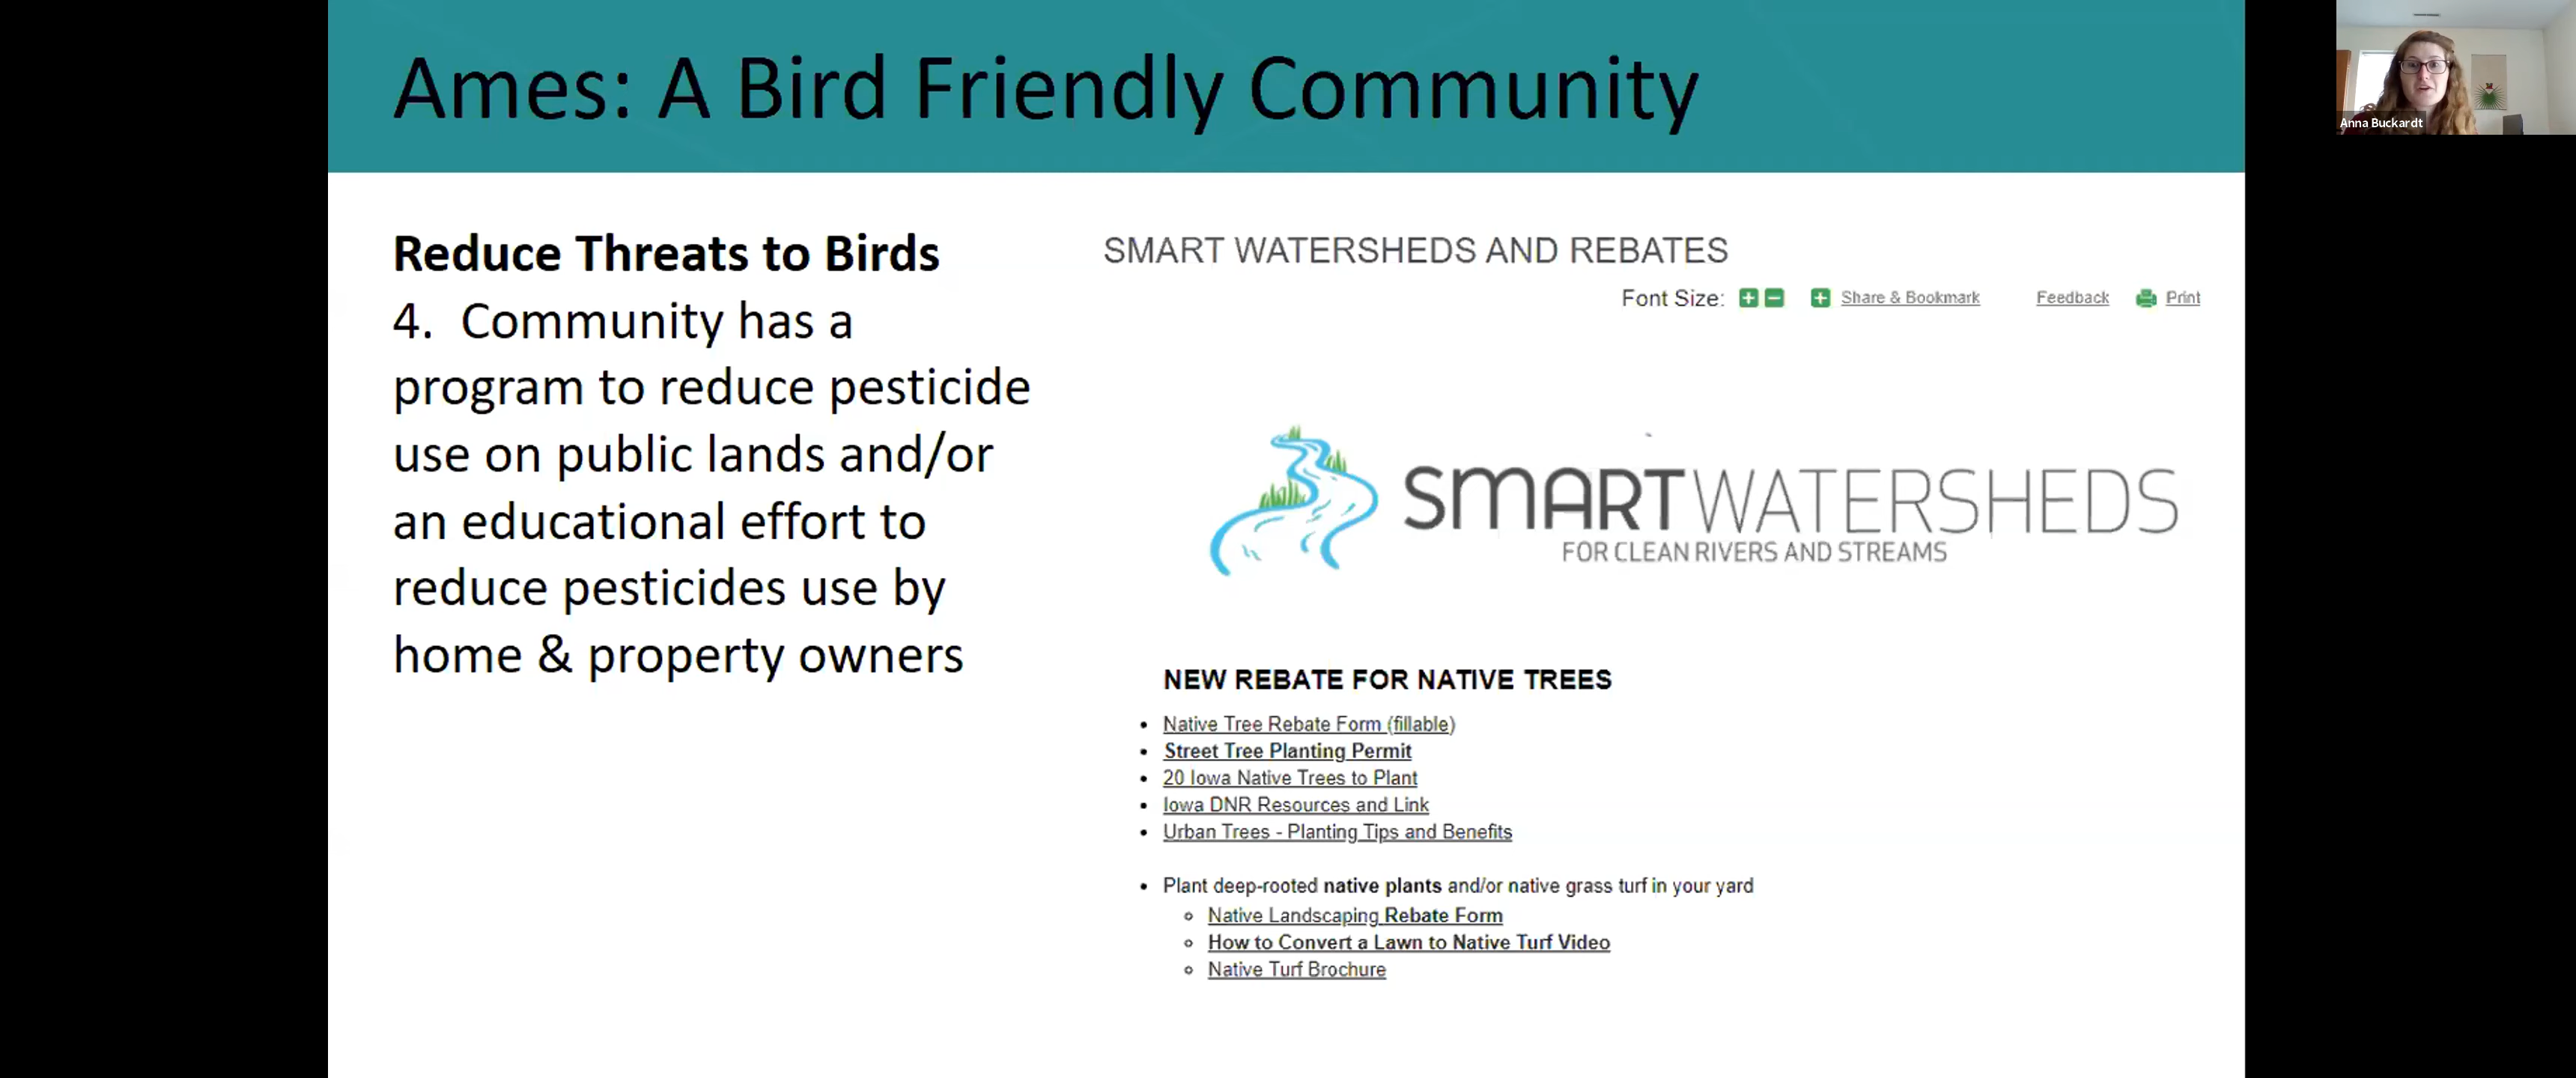 Ames: A Bird Friendly Community
Anna Buckardt
Reduce Threats to Birds
4. Community has a
program to reduce pesticide
use on public lands and/or
an educational effort to
reduce pesticides use by
home & property owners
SMART WATERSHEDS AND REBATES
Font Size: Share & Bookmark Feedback Print
SMARTWATERSHEDS
FOR CLEAN RIVERS AND STREAMS
NEW REBATE FOR NATIVE TREES
• Native Tree Rebate Form (fillable)
• Street Tree Planting Permit
• 20 Iowa Native Trees to Plant
• Iowa DNR Resources and Link
• Urban Trees - Planting Tips and Benefits
• Plant deep-rooted native plants and/or native grass turf in your yard
◦ Native Landscaping Rebate Form
◦ How to Convert a Lawn to Native Turf Video
◦ Native Turf Brochure